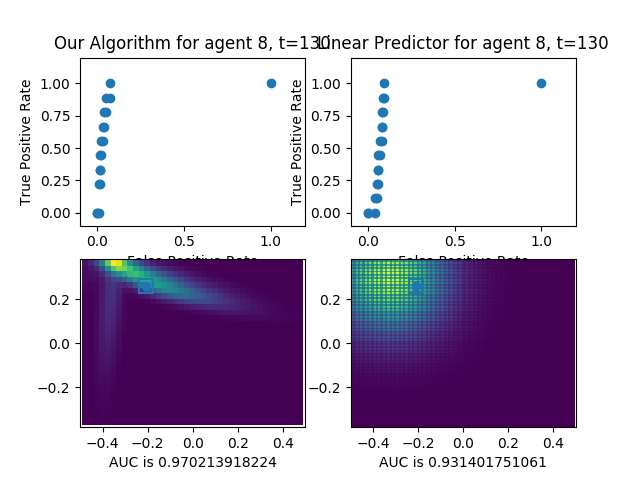 Our Algorithm for agent 8, t=130
Linear Predictor for agent 8, t=130
True Positive Rate
1.00
0.75
0.50
0.25
0.00
0.0 0.5 1.0
False Positive Rate
True Positive Rate
1.00
0.75
0.50
0.25
0.00
0.0 0.5 1.0
False Positive Rate
0.2
0.0
−0.2
−0.4 −0.2 0.0 0.2 0.4
AUC is 0.970213918224
0.2
0.0
−0.2
−0.4 −0.2 0.0 0.2 0.4
AUC is 0.931401751061